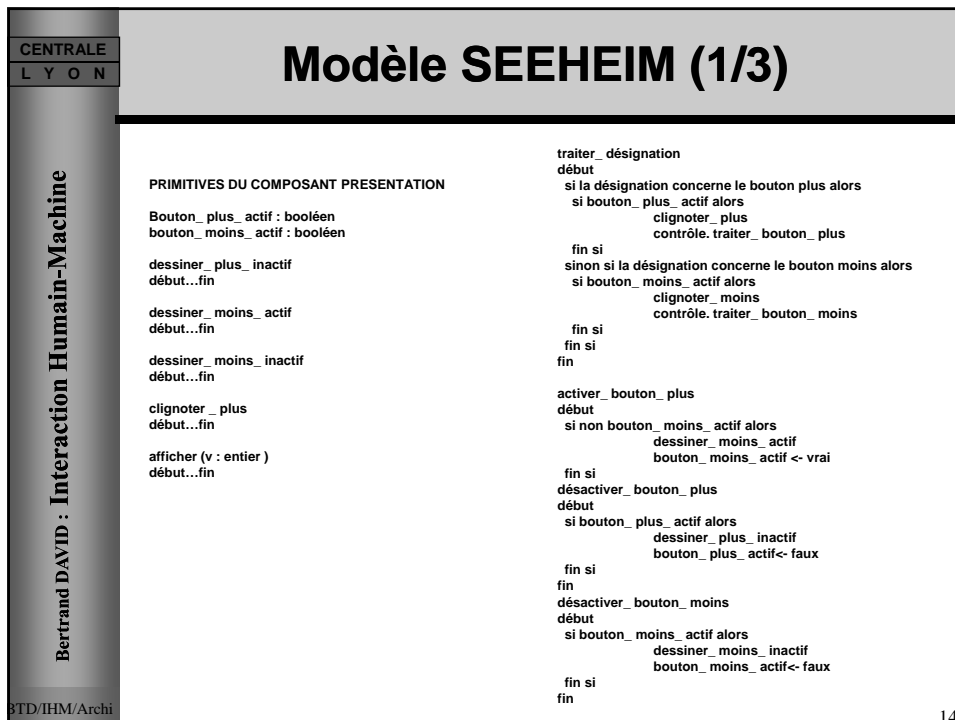 CENTRALE
L Y O N
Modèle SEEHEIM (1/3)
Bertrand DAVID : Interaction Humain-Machine
PRIMITIVES DU COMPOSANT PRESENTATION
Bouton_ plus_ actif : booléen
bouton_ moins_ actif : booléen
dessiner_ plus_ inactif
début…fin
dessiner_ moins_ actif
début…fin
dessiner_ moins_ inactif
début…fin
clignoter _ plus
début…fin
afficher (v : entier )
début…fin
traiter_ désignation
début
si la désignation concerne le bouton plus alors
si bouton_ plus_ actif alors
clignoter_ plus
contrôle. traiter_ bouton_ plus
fin si
sinon si la désignation concerne le bouton moins alors
si bouton_ moins_ actif alors
clignoter_ moins
contrôle. traiter_ bouton_ moins
fin si
fin si
fin
activer_ bouton_ plus
début
si non bouton_ moins_ actif alors
dessiner_ moins_ actif
bouton_ moins_ actif <- vrai
fin si
désactiver_ bouton_ plus
début
si bouton_ plus_ actif alors
dessiner_ plus_ inactif
bouton_ plus_ actif<- faux
fin si
fin
désactiver_ bouton_ moins
début
si bouton_ moins_ actif alors
dessiner_ moins_ inactif
bouton_ moins_ actif<- faux
fin si
fin
BTD/IHM/Archi
14